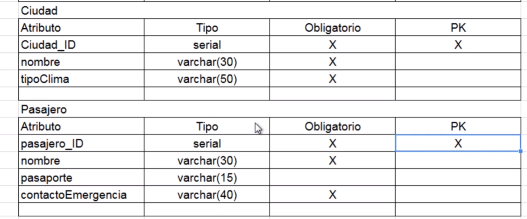 Ciudad
Atributo Tipo Obligatorio PK
Ciudad_ID serial X X
nombre varchar(30) X
tipoClima varchar(50) X
Pasajero
Atributo Tipo Obligatorio PK
pasajero_ID serial X X
nombre varchar(30) X
pasaporte varchar(15)
contactoEmergencia varchar(40) X